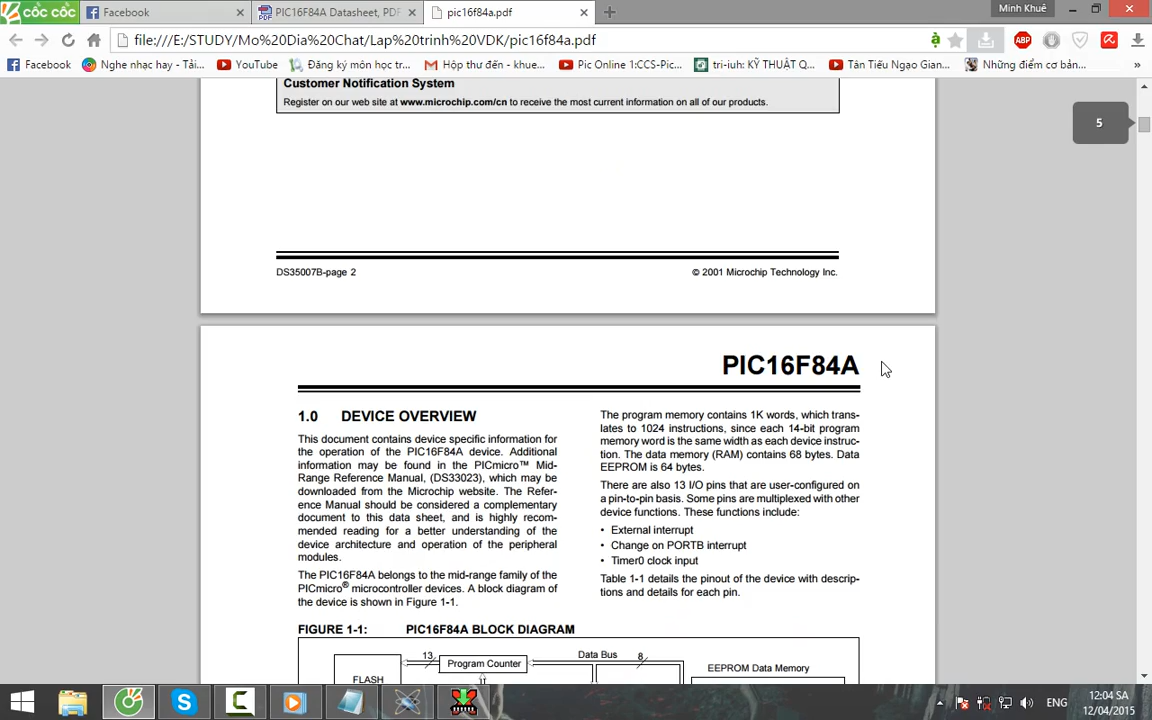 CỐC CỐC
Facebook
PIC16F84A Datasheet, PDF
pic16f84a.pdf
Minh Khuê
file:///E:/STUDY/Mo%20Dia%20Chat/Lap%20trinh%20VDK/pic16f84a.pdf
ABP
Facebook
Nghe nhạc hay - Tải...
YouTube
Đăng ký môn học tr...
Hộp thư đến - khue...
Pic Online 1:CCS-Pic...
tri-iuh: KỸ THUẬT Q...
Tân Tiếu Ngạo Gian...
Những điểm cơ bản...
»
Customer Notification System
Register on our web site at www.microchip.com/cn to receive the most current information on all of our products.
5
DS35007B-page 2
© 2001 Microchip Technology Inc.
PIC16F84A
1.0 DEVICE OVERVIEW
This document contains device specific information for
the operation of the PIC16F84A device. Additional
information may be found in the PICmicro™ Mid-
Range Reference Manual, (DS33023), which may be
downloaded from the Microchip website. The Refer-
ence Manual should be considered a complementary
document to this data sheet, and is highly recom-
mended reading for a better understanding of the
device architecture and operation of the peripheral
modules.
The PIC16F84A belongs to the mid-range family of the
PICmicro® microcontroller devices. A block diagram of
the device is shown in Figure 1-1.
The program memory contains 1K words, which trans-
lates to 1024 instructions, since each 14-bit program
memory word is the same width as each device instruc-
tion. The data memory (RAM) contains 68 bytes. Data
EEPROM is 64 bytes.
There are also 13 I/O pins that are user-configured on
a pin-to-pin basis. Some pins are multiplexed with other
device functions. These functions include:
• External interrupt
• Change on PORTB interrupt
• Timer0 clock input
Table 1-1 details the pinout of the device with descrip-
tions and details for each pin.
FIGURE 1-1: PIC16F84A BLOCK DIAGRAM
13
Program Counter
Data Bus
8
EEPROM Data Memory
FLASH
ENG
12:04 SA
12/04/2015